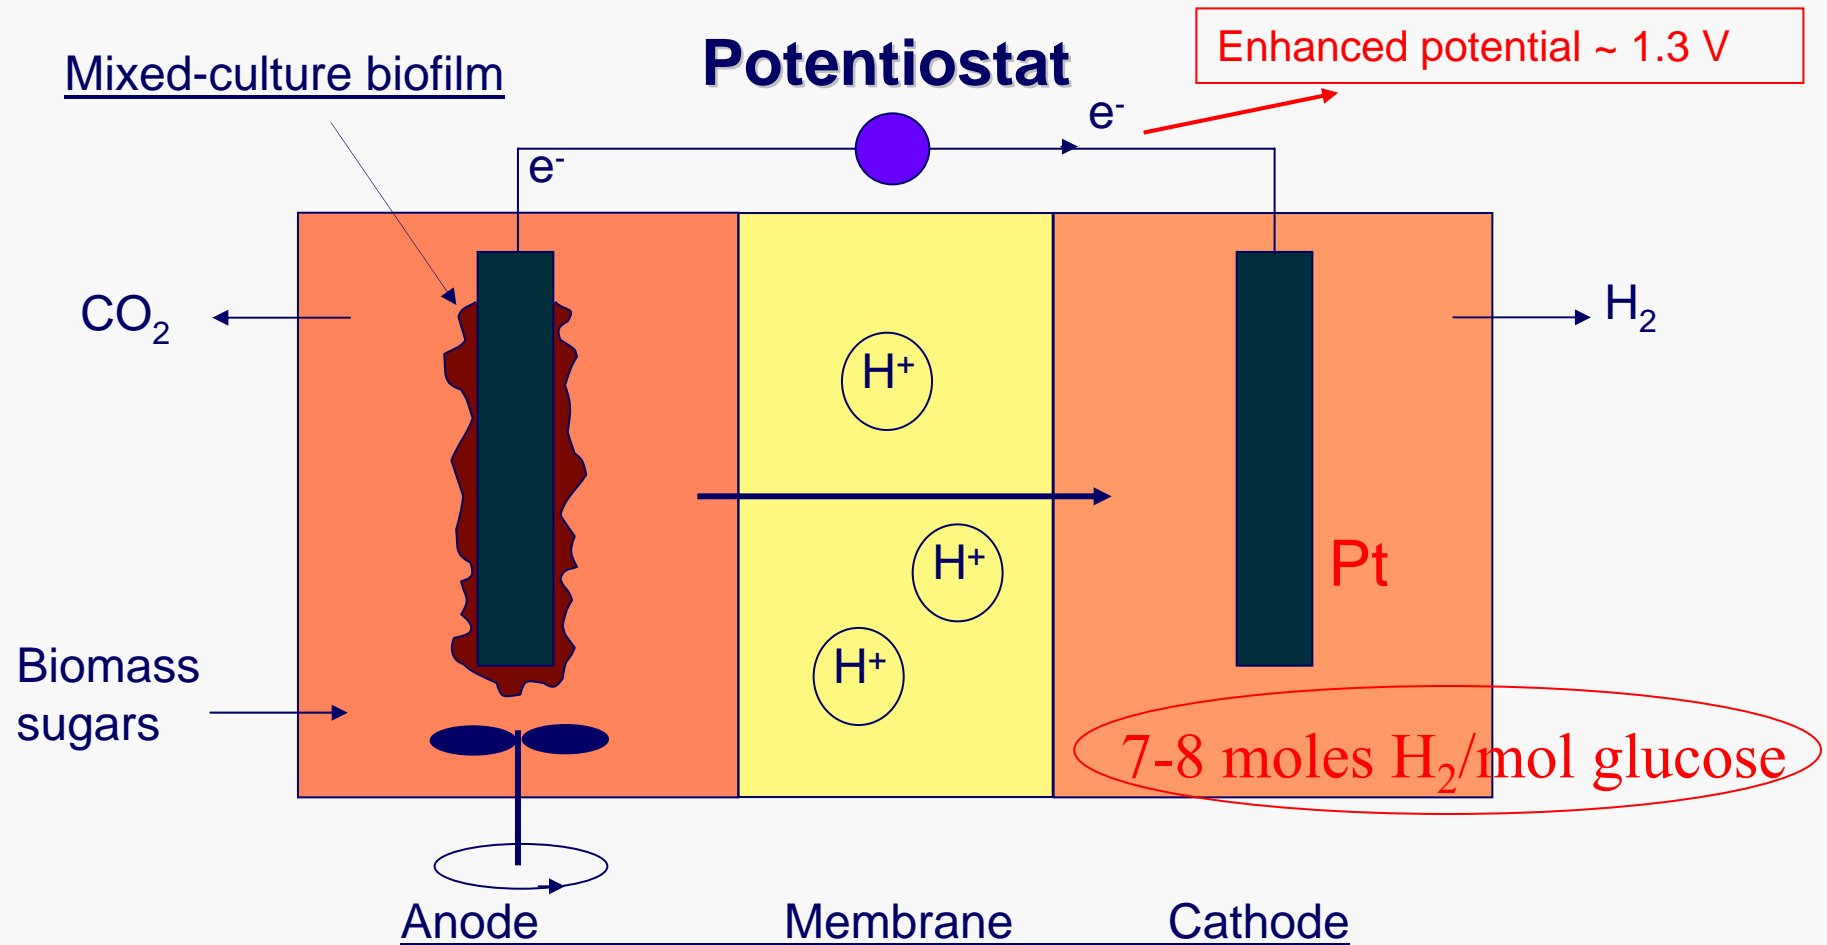 Potentiostat
Enhanced potential ~ 1.3 V
Mixed-culture biofilm
e-
e-
CO2
H2
H+
H+
H+
Pt
Biomass
sugars
7-8 moles H2/mol glucose
Anode Membrane Cathode